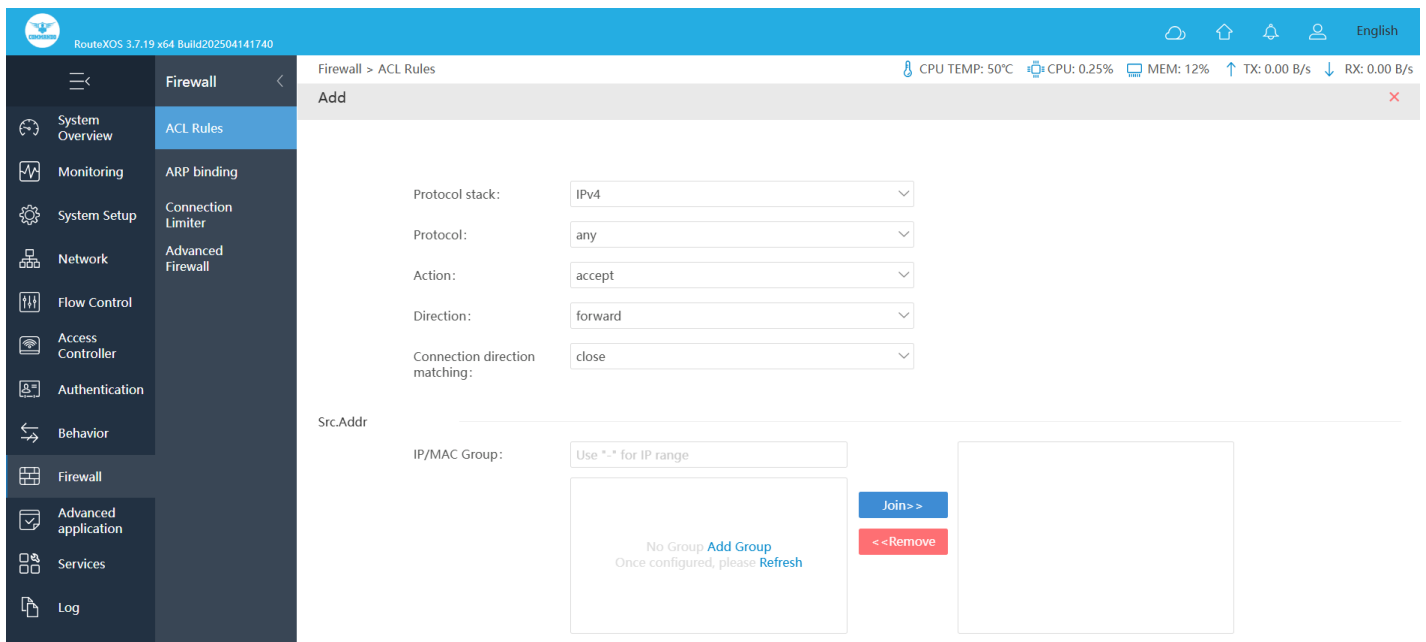 COMMANDO
RouteXOS 3.7.19 x64 Build202504141740
English
Firewall
Firewall > ACL Rules
CPU TEMP: 50℃ CPU: 0.25% MEM: 12% TX: 0.00 B/s RX: 0.00 B/s
Add
System
Overview
Monitoring
System Setup
Network
Flow Control
Access
Controller
Authentication
Behavior
Firewall
Advanced
application
Services
Log
ACL Rules
ARP binding
Connection
Limiter
Advanced
Firewall
Protocol stack: IPv4
Protocol: any
Action: accept
Direction: forward
Connection direction
matching: close
Src.Addr
IP/MAC Group: Use "-" for IP range
No Group Add Group
Once configured, please Refresh
Join>>
<<Remove